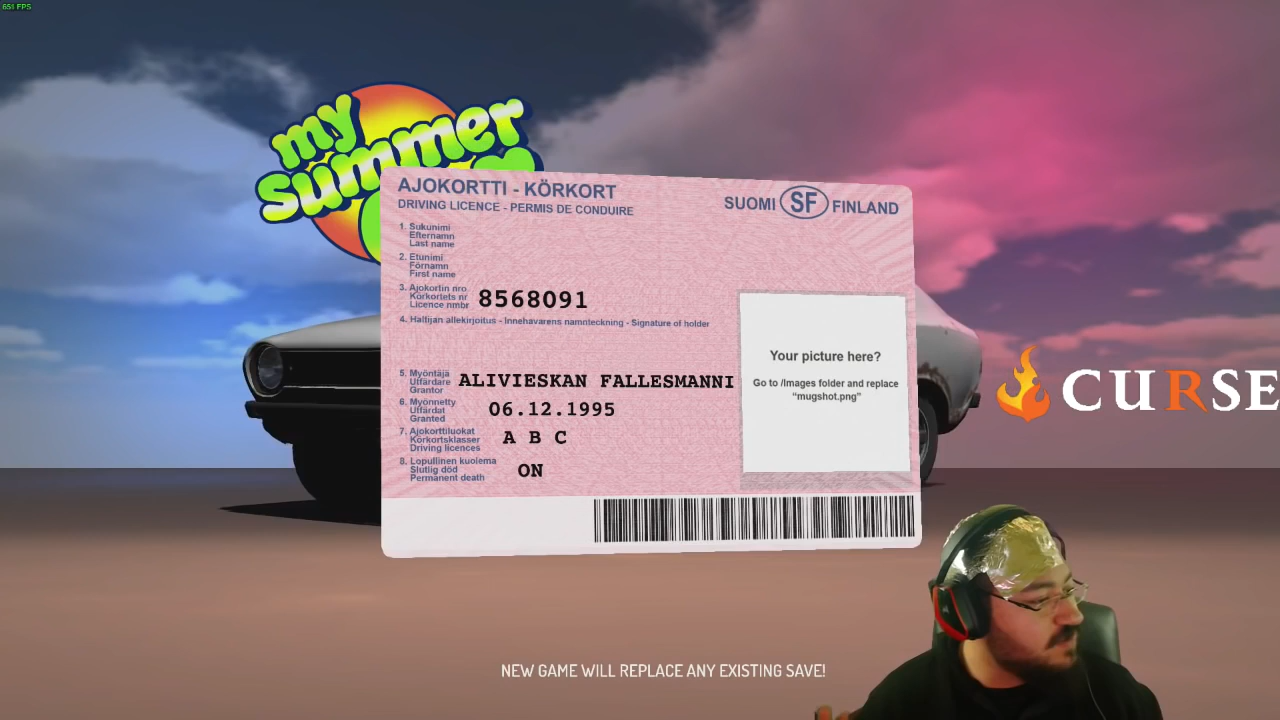 651 FPS
my
summer
AJOKORTTI - KÖRKORT
DRIVING LICENCE - PERMIS DE CONDUIRE
SUOMI SF FINLAND
1. Sukunimi
Efternamn
Last name
2. Etunimi
Förnamn
First name
3. Ajokortin nro
Körkortets nr
Licence nmbr
8568091
4. Haltijan allekirjoitus - Innehavarens namnteckning - Signature of holder
5. Myöntäjä
Utfärdare
Grantor
ALIVIESKAN FALLESMANNI
6. Myönnetty
Utfärdat
Granted
06.12.1995
7. Ajokorttiluokat
Körkortsklasser
Driving licences
A B C
8. Lopullinen kuolema
Slutlig död
Permanent death
ON
Your picture here?
Go to /Images folder and replace
"mugshot.png"
CURSE
NEW GAME WILL REPLACE ANY EXISTING SAVE!